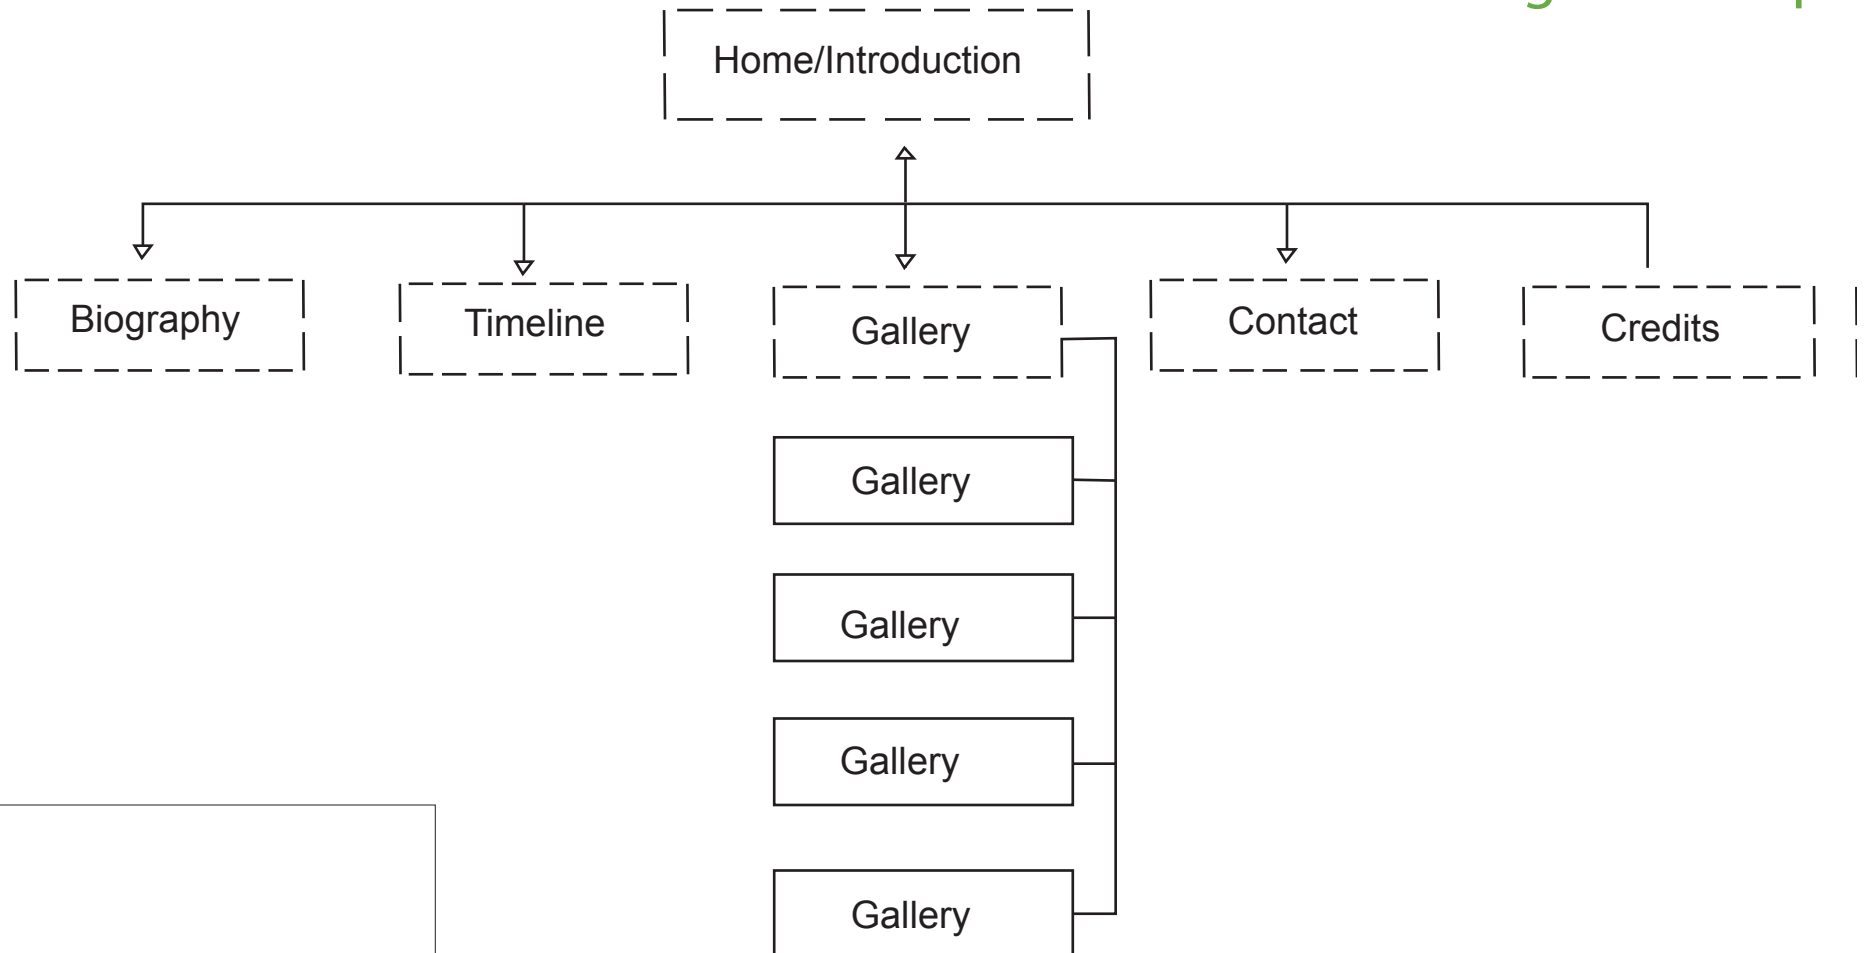 Home/Introduction
Biography
Timeline
Gallery
Contact
Credits
Gallery
Gallery
Gallery
Gallery